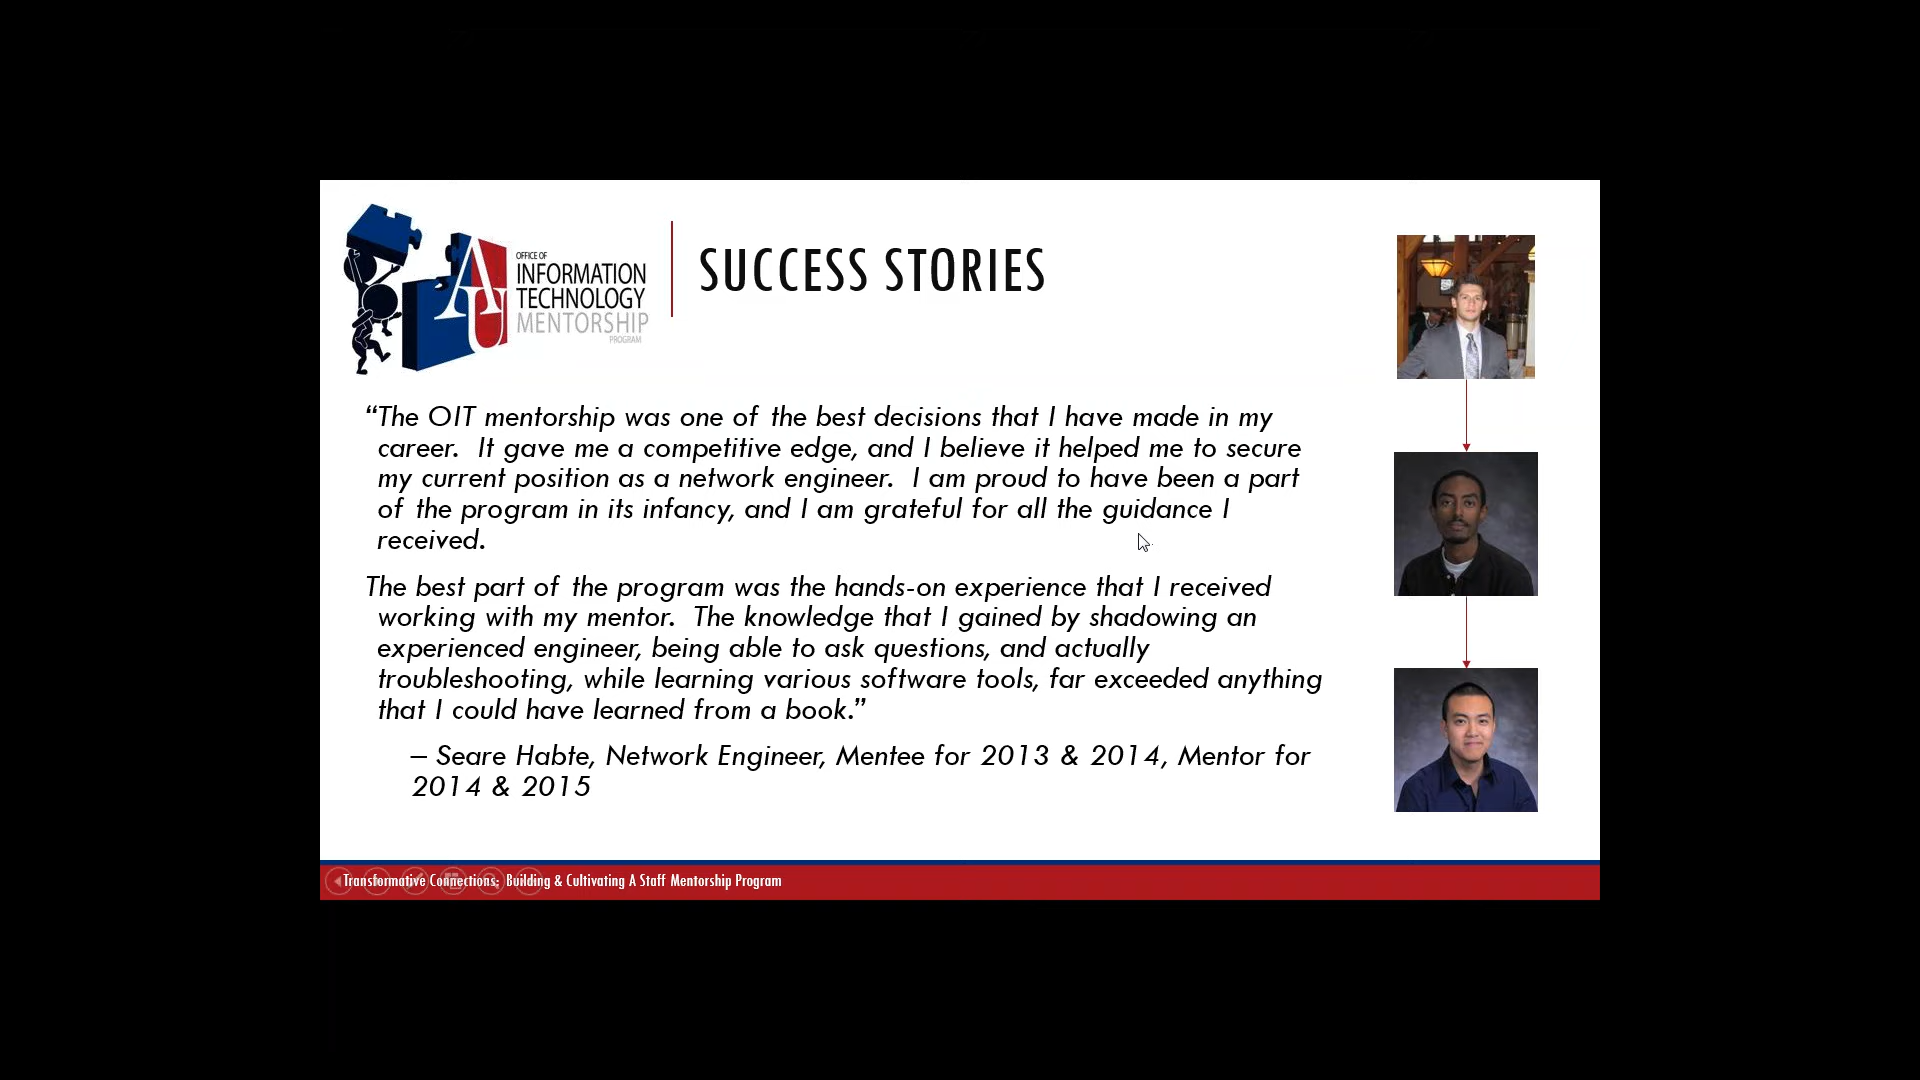 AU
OFFICE OF
INFORMATION
TECHNOLOGY
MENTORSHIP
PROGRAM
SUCCESS STORIES
“The OIT mentorship was one of the best decisions that I have made in my
career.  It gave me a competitive edge, and I believe it helped me to secure
my current position as a network engineer.  I am proud to have been a part
of the program in its infancy, and I am grateful for all the guidance I
received.
The best part of the program was the hands-on experience that I received
working with my mentor.  The knowledge that I gained by shadowing an
experienced engineer, being able to ask questions, and actually
troubleshooting, while learning various software tools, far exceeded anything
that I could have learned from a book.”
– Seare Habte, Network Engineer, Mentee for 2013 & 2014, Mentor for
2014 & 2015
Transformative Connections:  Building & Cultivating A Staff Mentorship Program